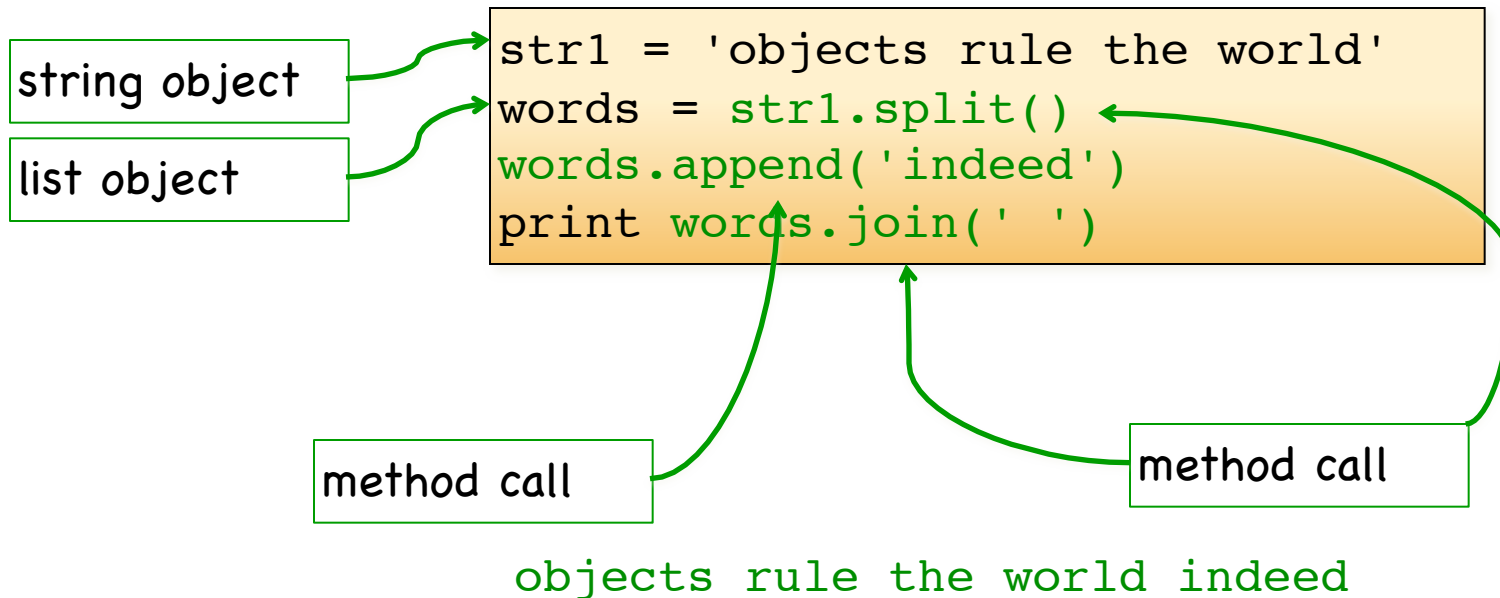 string object
list object
str1 = 'objects rule the world'
words = str1.split()
words.append('indeed')
print words.join(' ')
method call
method call
objects rule the world indeed